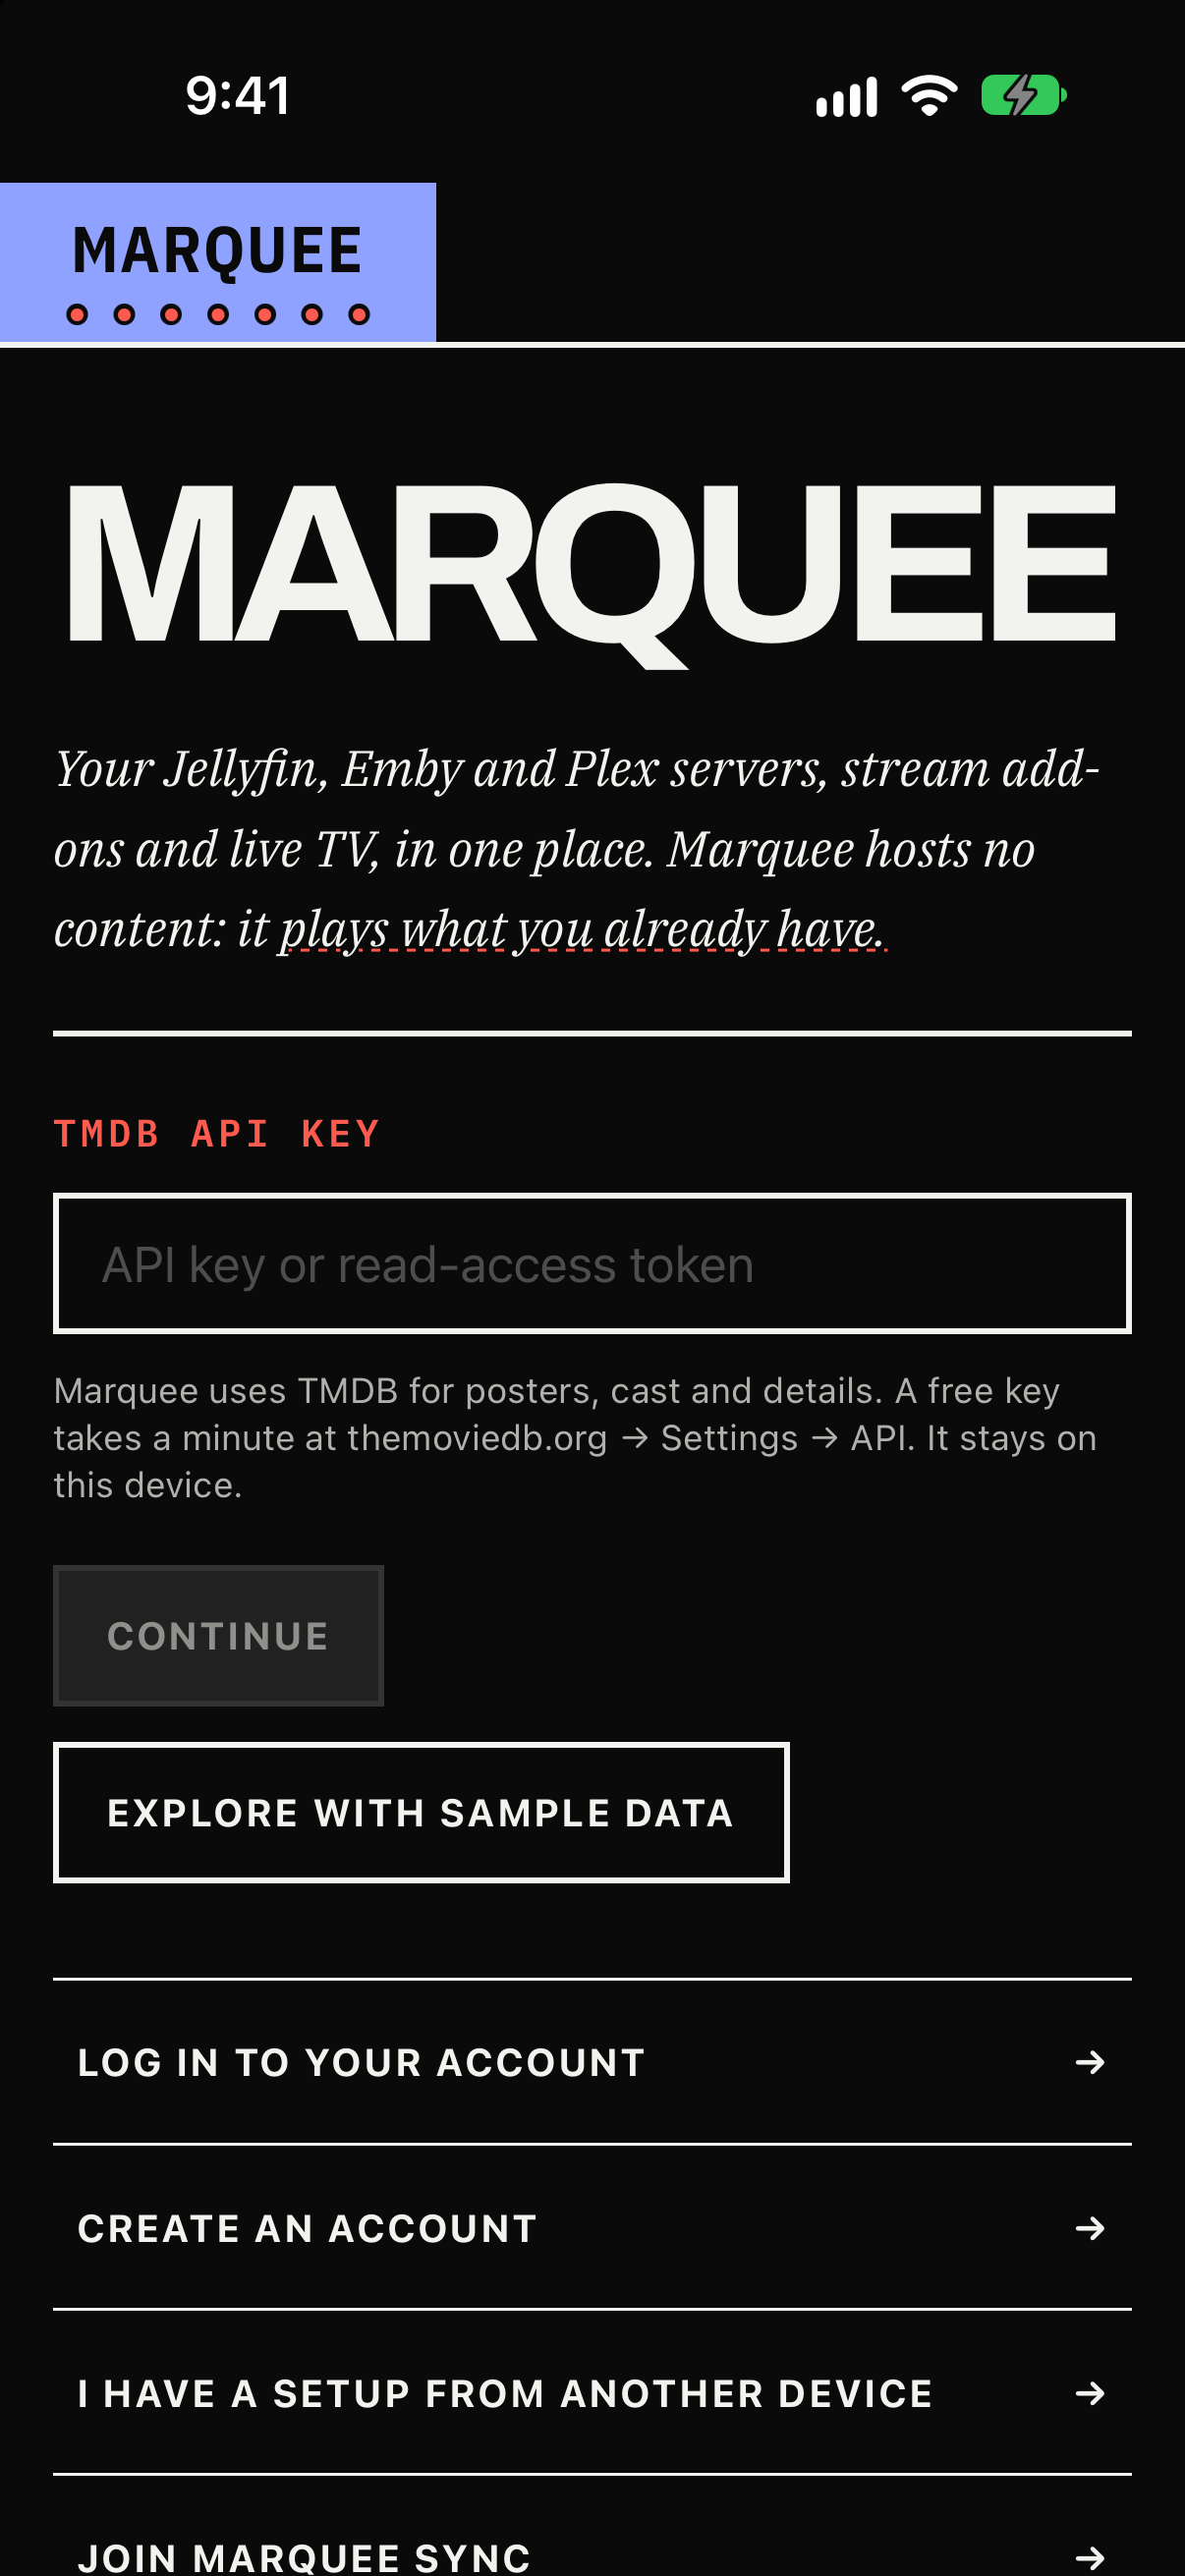 9:41
MARQUEE
MARQUEE
Your Jellyfin, Emby and Plex servers, stream add-
ons and live TV, in one place. Marquee hosts no
content: it plays what you already have.
TMDB API KEY
API key or read-access token
Marquee uses TMDB for posters, cast and details. A free key
takes a minute at themoviedb.org → Settings → API. It stays on
this device.
CONTINUE
EXPLORE WITH SAMPLE DATA
LOG IN TO YOUR ACCOUNT →
CREATE AN ACCOUNT →
I HAVE A SETUP FROM ANOTHER DEVICE →
JOIN MARQUEE SYNC →